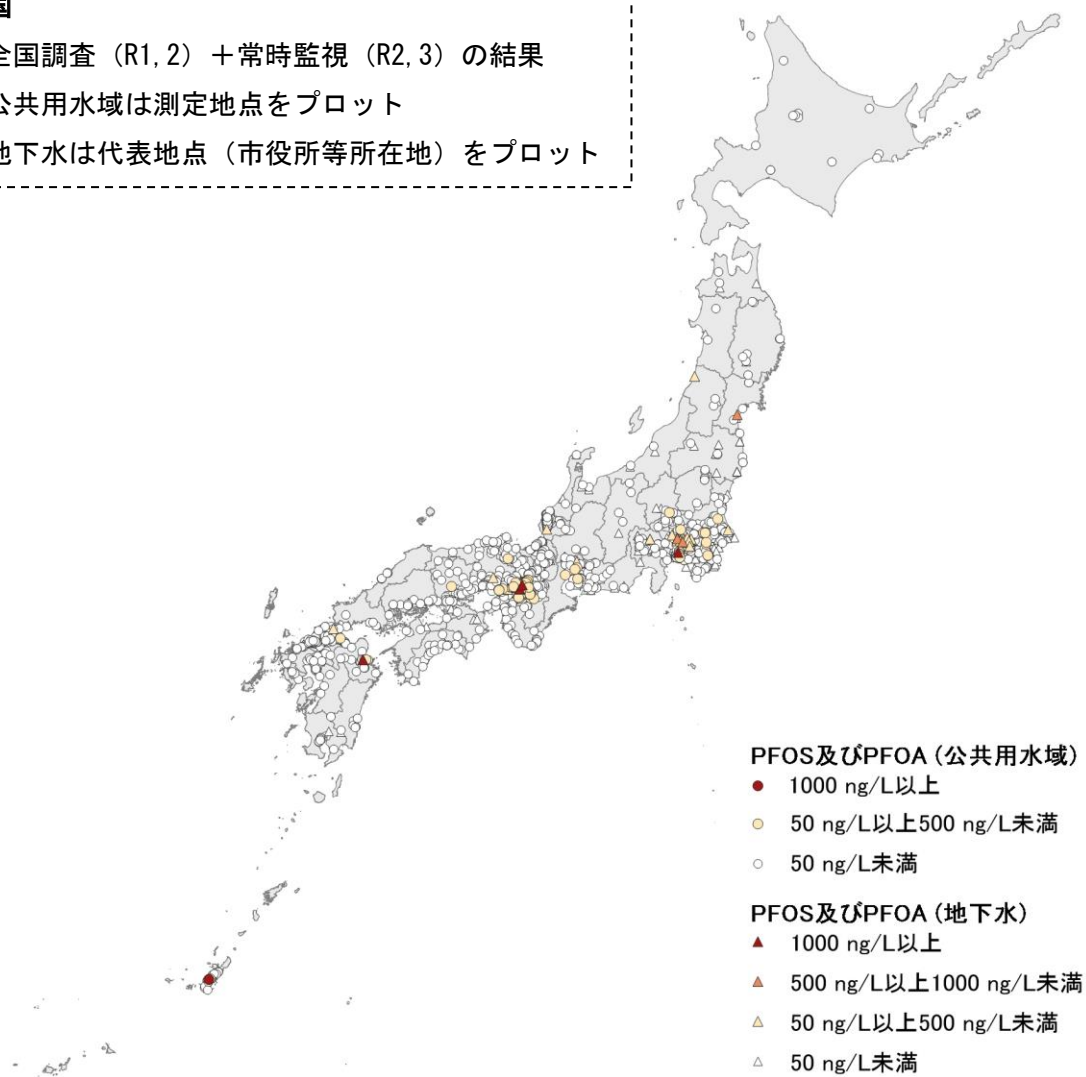 国
全国調査（R1,2）＋常時監視（R2,3）の結果
公共用水域は測定地点をプロット
地下水は代表地点（市役所等所在地）をプロット
PFOS及びPFOA（公共用水域）
1000 ng/L以上
50 ng/L以上500 ng/L未満
50 ng/L未満
PFOS及びPFOA（地下水）
1000 ng/L以上
500 ng/L以上1000 ng/L未満
50 ng/L以上500 ng/L未満
50 ng/L未満